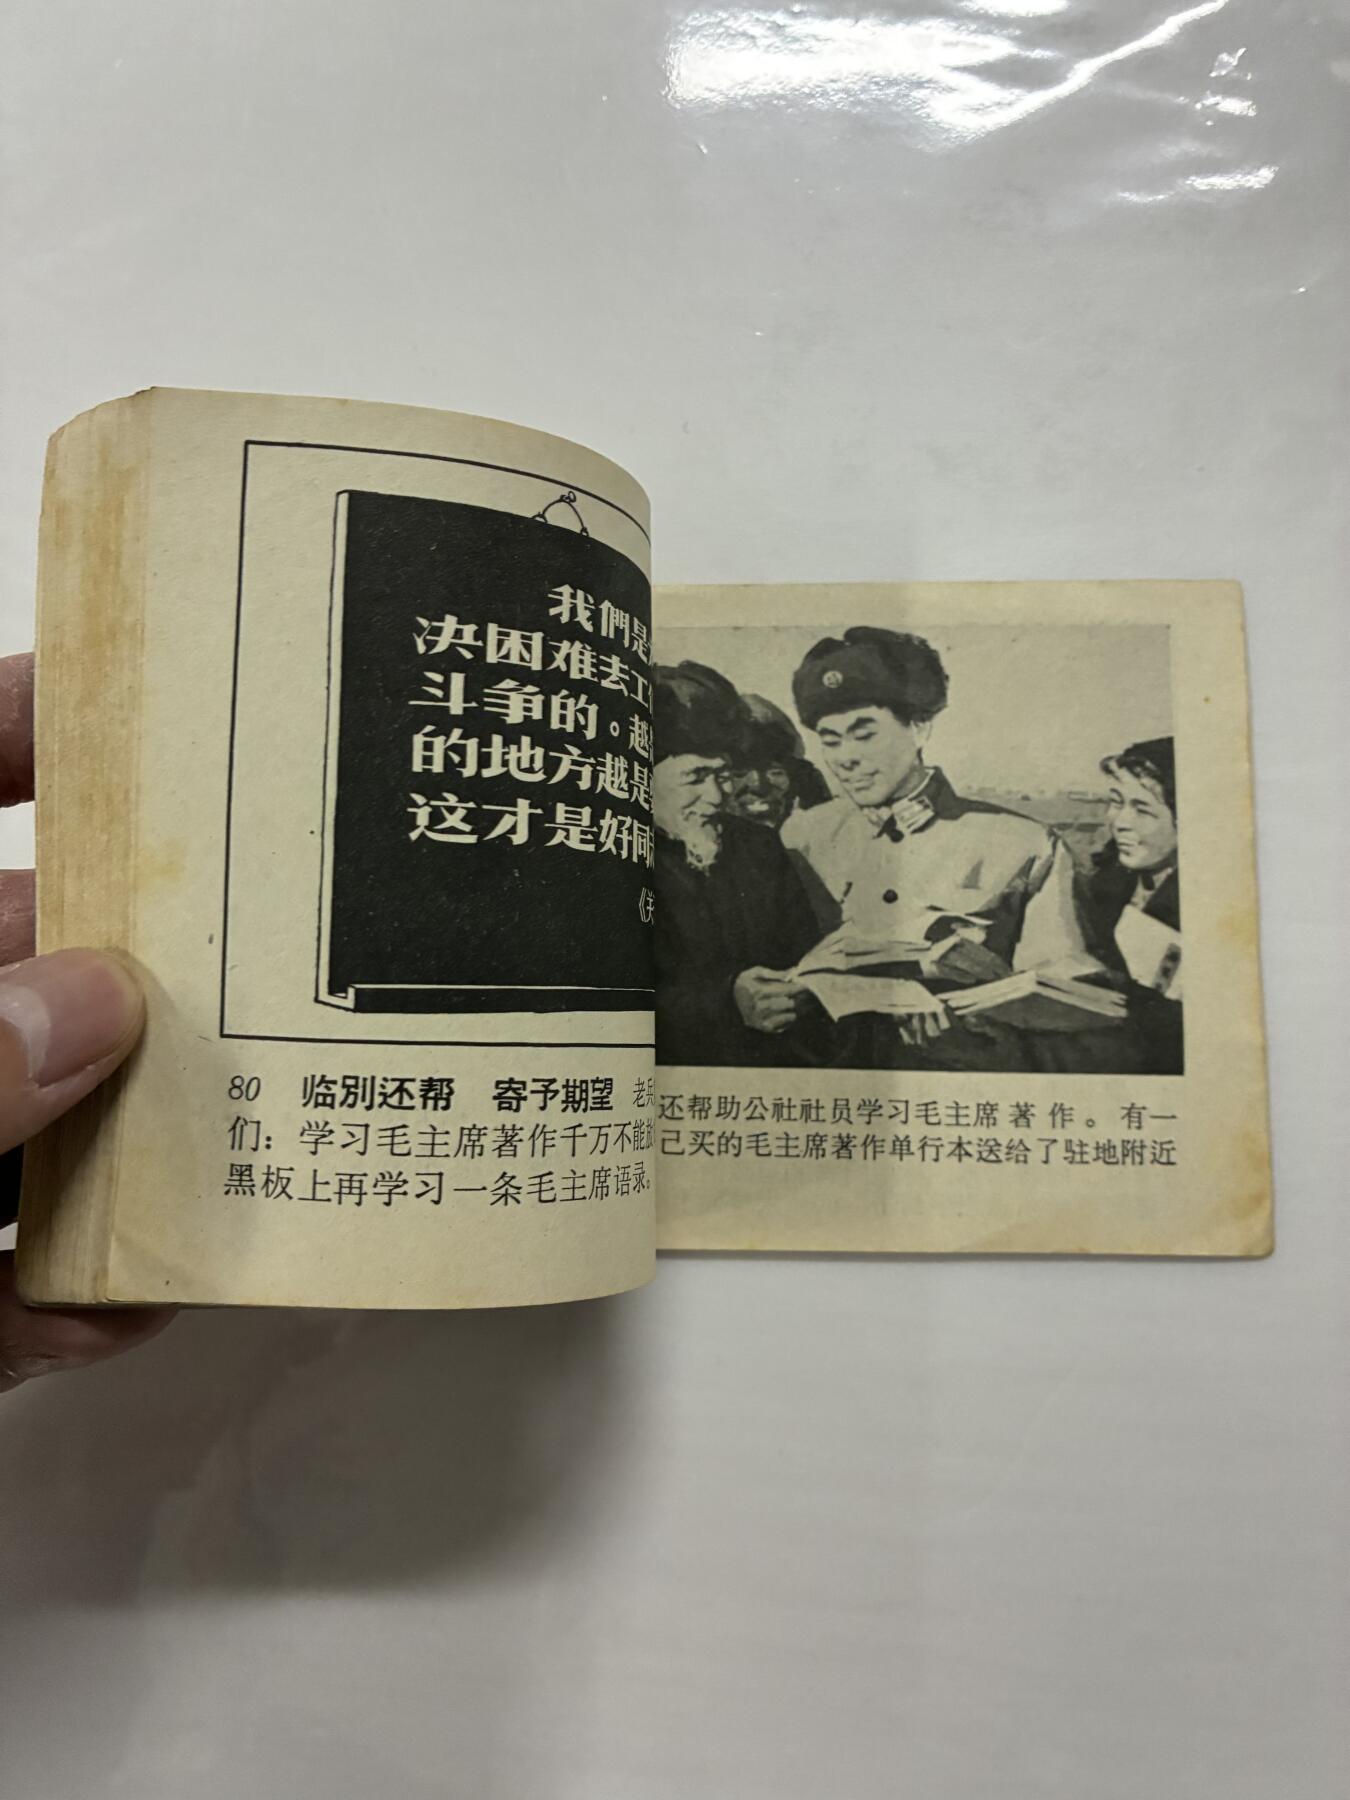 我們是
决困难去工
斗爭的。越
的地方越是
这才是好同
《关
80 临别还帮 寄予期望 老兵
们：学习毛主席著作千万不能放
黑板上再学习一条毛主席语录。
还帮助公社社员学习毛主席著作。有一
己买的毛主席著作单行本送给了驻地附近